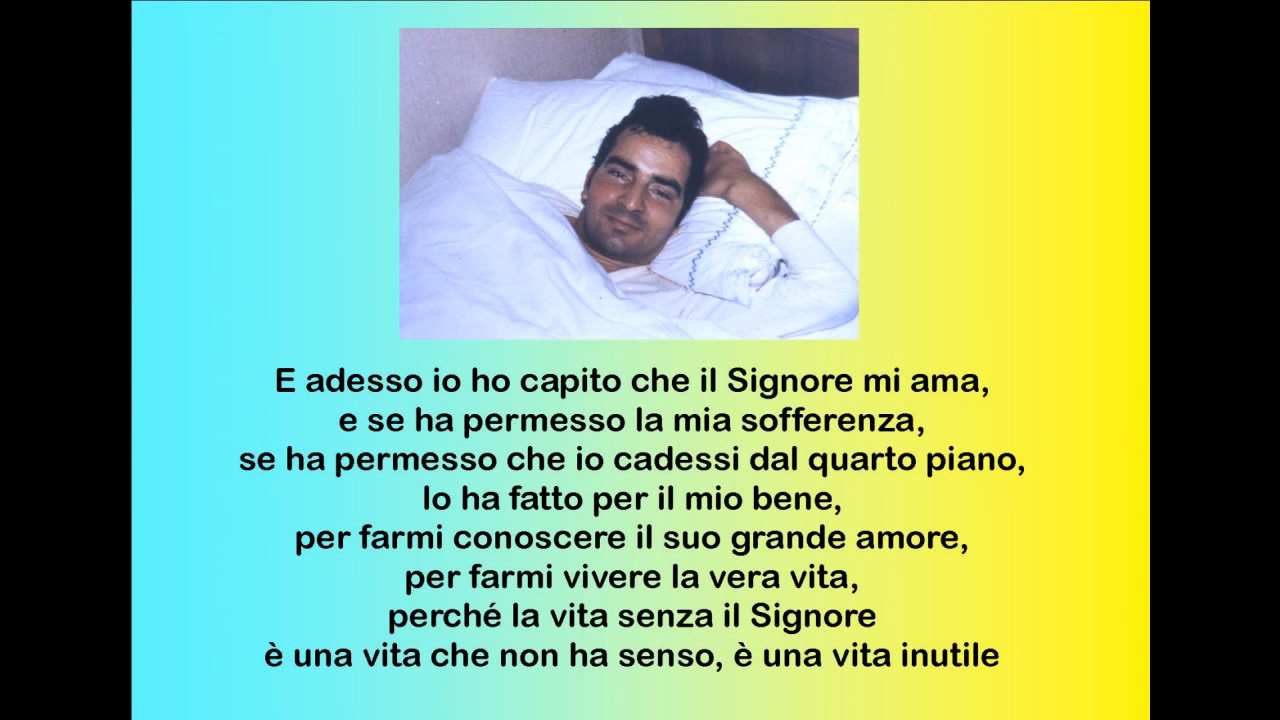 E adesso io ho capito che il Signore mi ama,
e se ha permesso la mia sofferenza,
se ha permesso che io cadessi dal quarto piano,
lo ha fatto per il mio bene,
per farmi conoscere il suo grande amore,
per farmi vivere la vera vita,
perché la vita senza il Signore
è una vita che non ha senso, è una vita inutile